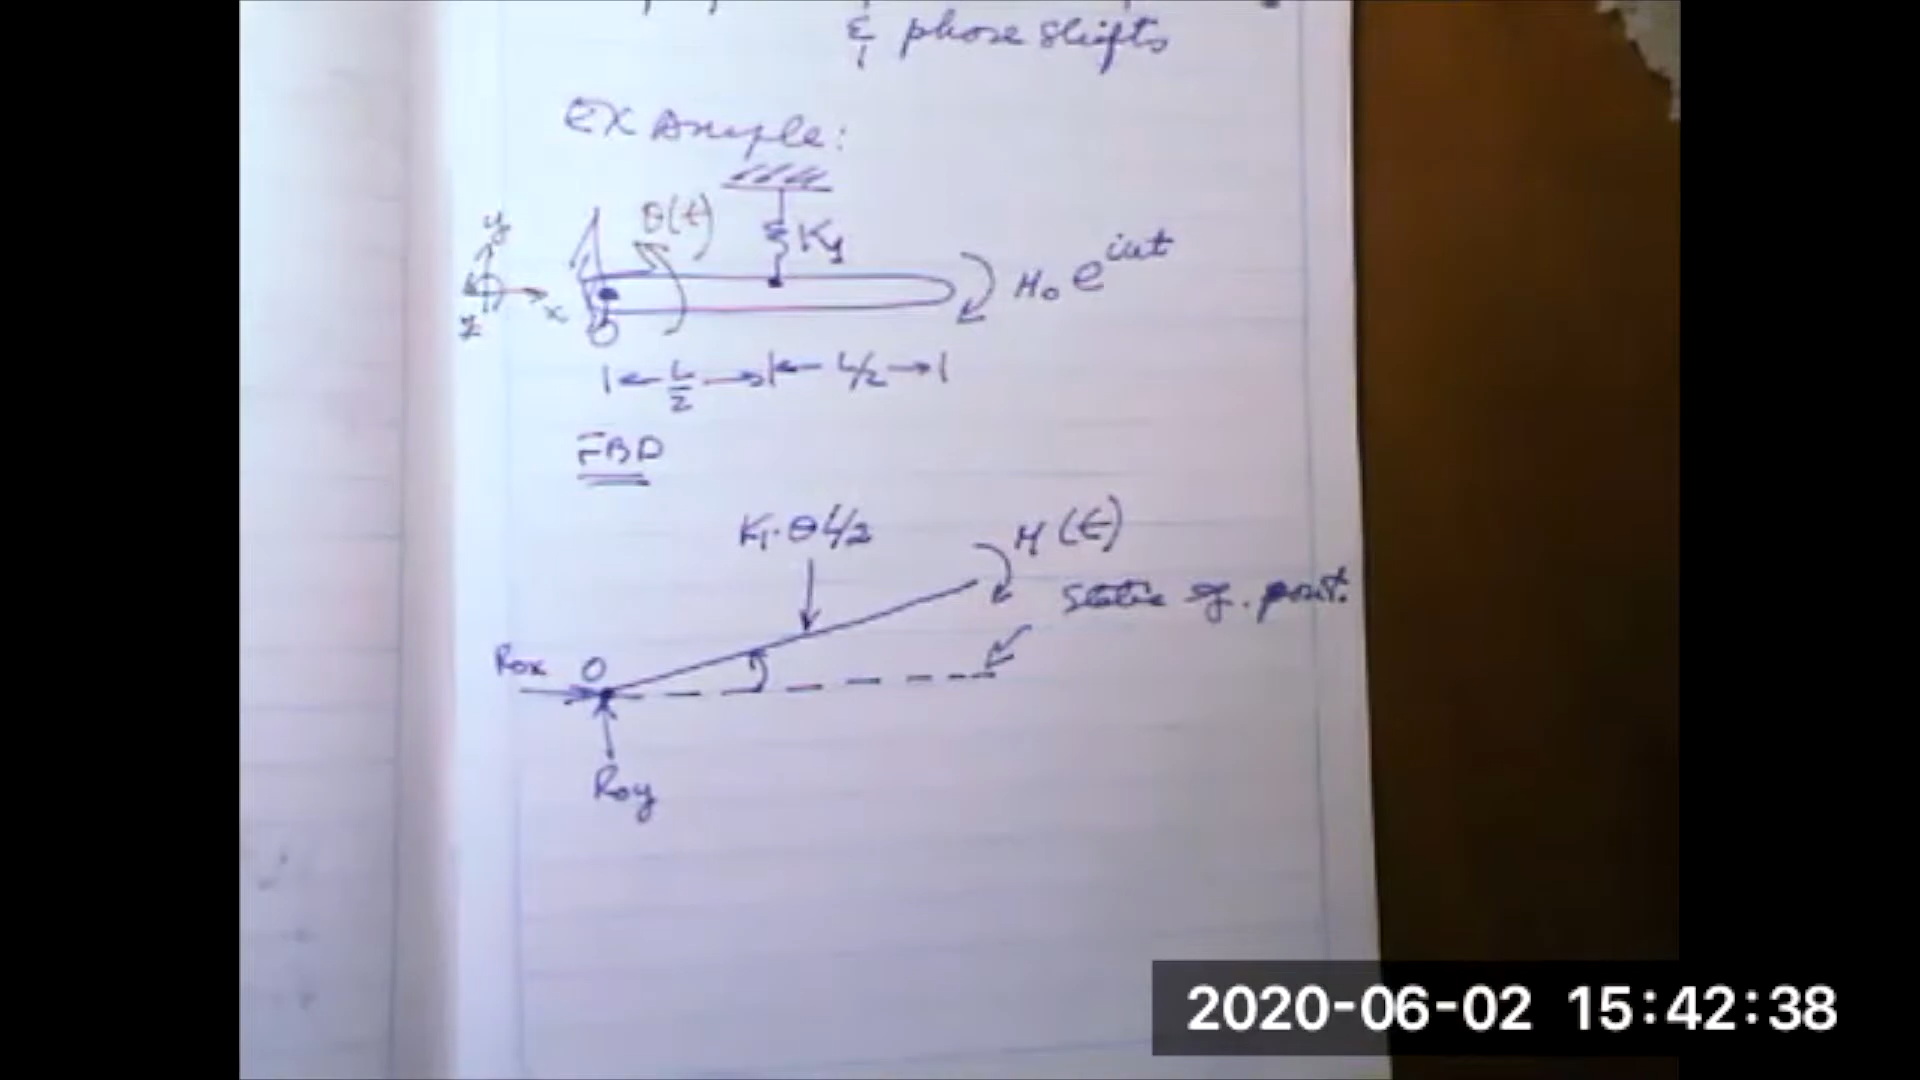 & phase shifts
EXAMple:
y θ(t) K1 M0 e^iωt
z x O
L/2 L/2
FBD
K1·θL/2 M(t)
Static eq. posit.
Rox O
Roy
2020-06-02 15:42:38